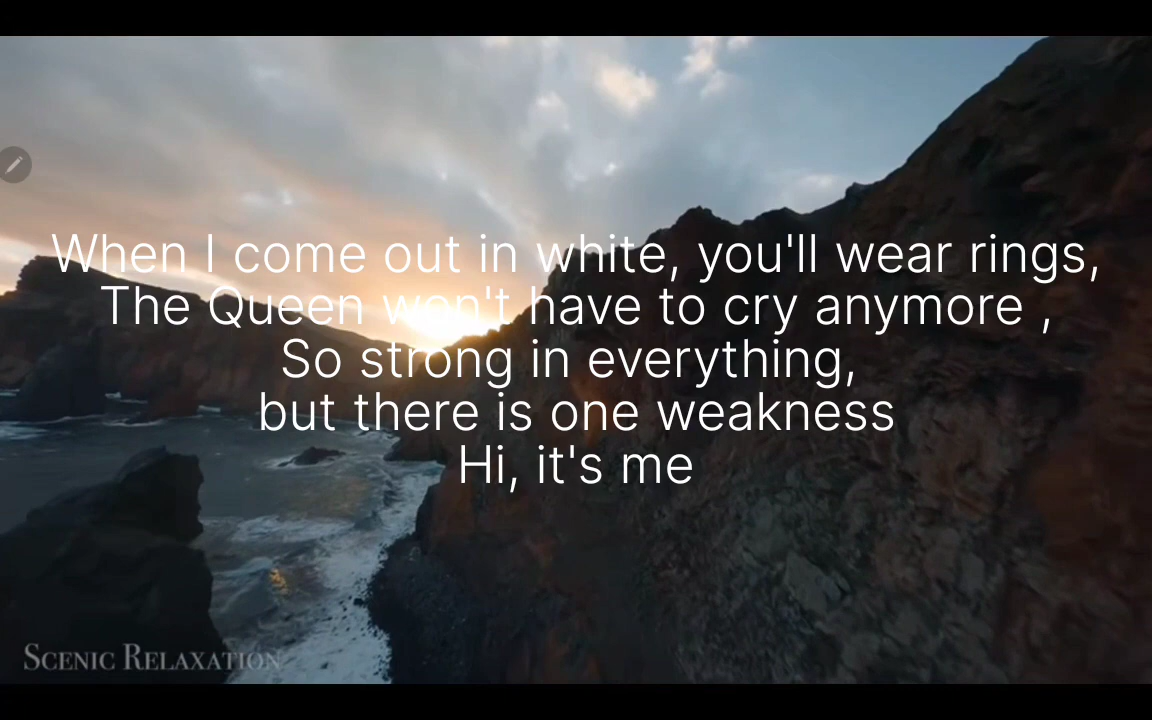 When I come out in white, you'll wear rings,
The Queen won't have to cry anymore ,
So strong in everything,
but there is one weakness
Hi, it's me
SCENIC RELAXATION